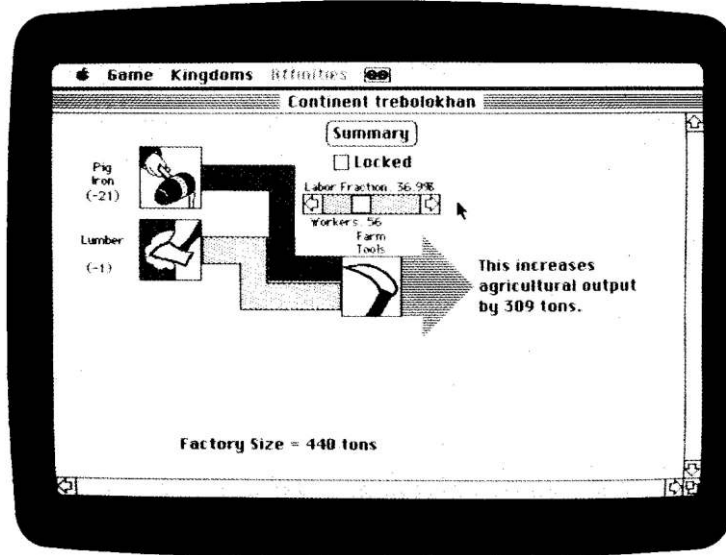 Game Kingdoms Affinities
Continent trebolokhan
Summary
Locked
Pig
Iron
(-21)
Labor Fraction 36.9%
Workers 56
Lumber
(-1)
Farm
Tools
This increases
agricultural output
by 309 tons.
Factory Size = 440 tons